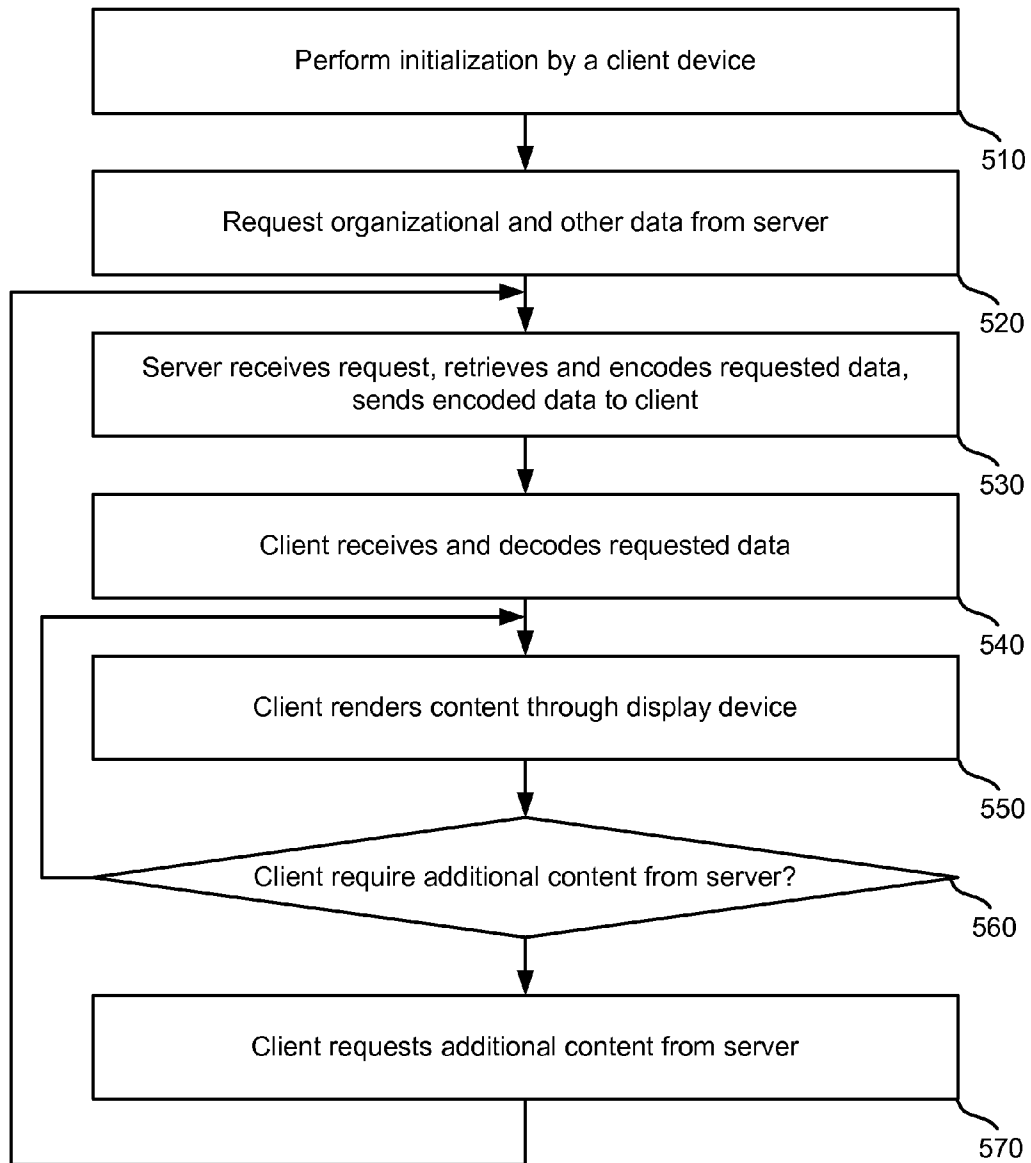 Perform initialization by a client device
510
Request organizational and other data from server
520
Server receives request, retrieves and encodes requested data,
sends encoded data to client
530
Client receives and decodes requested data
540
Client renders content through display device
550
Client require additional content from server?
560
Client requests additional content from server
570